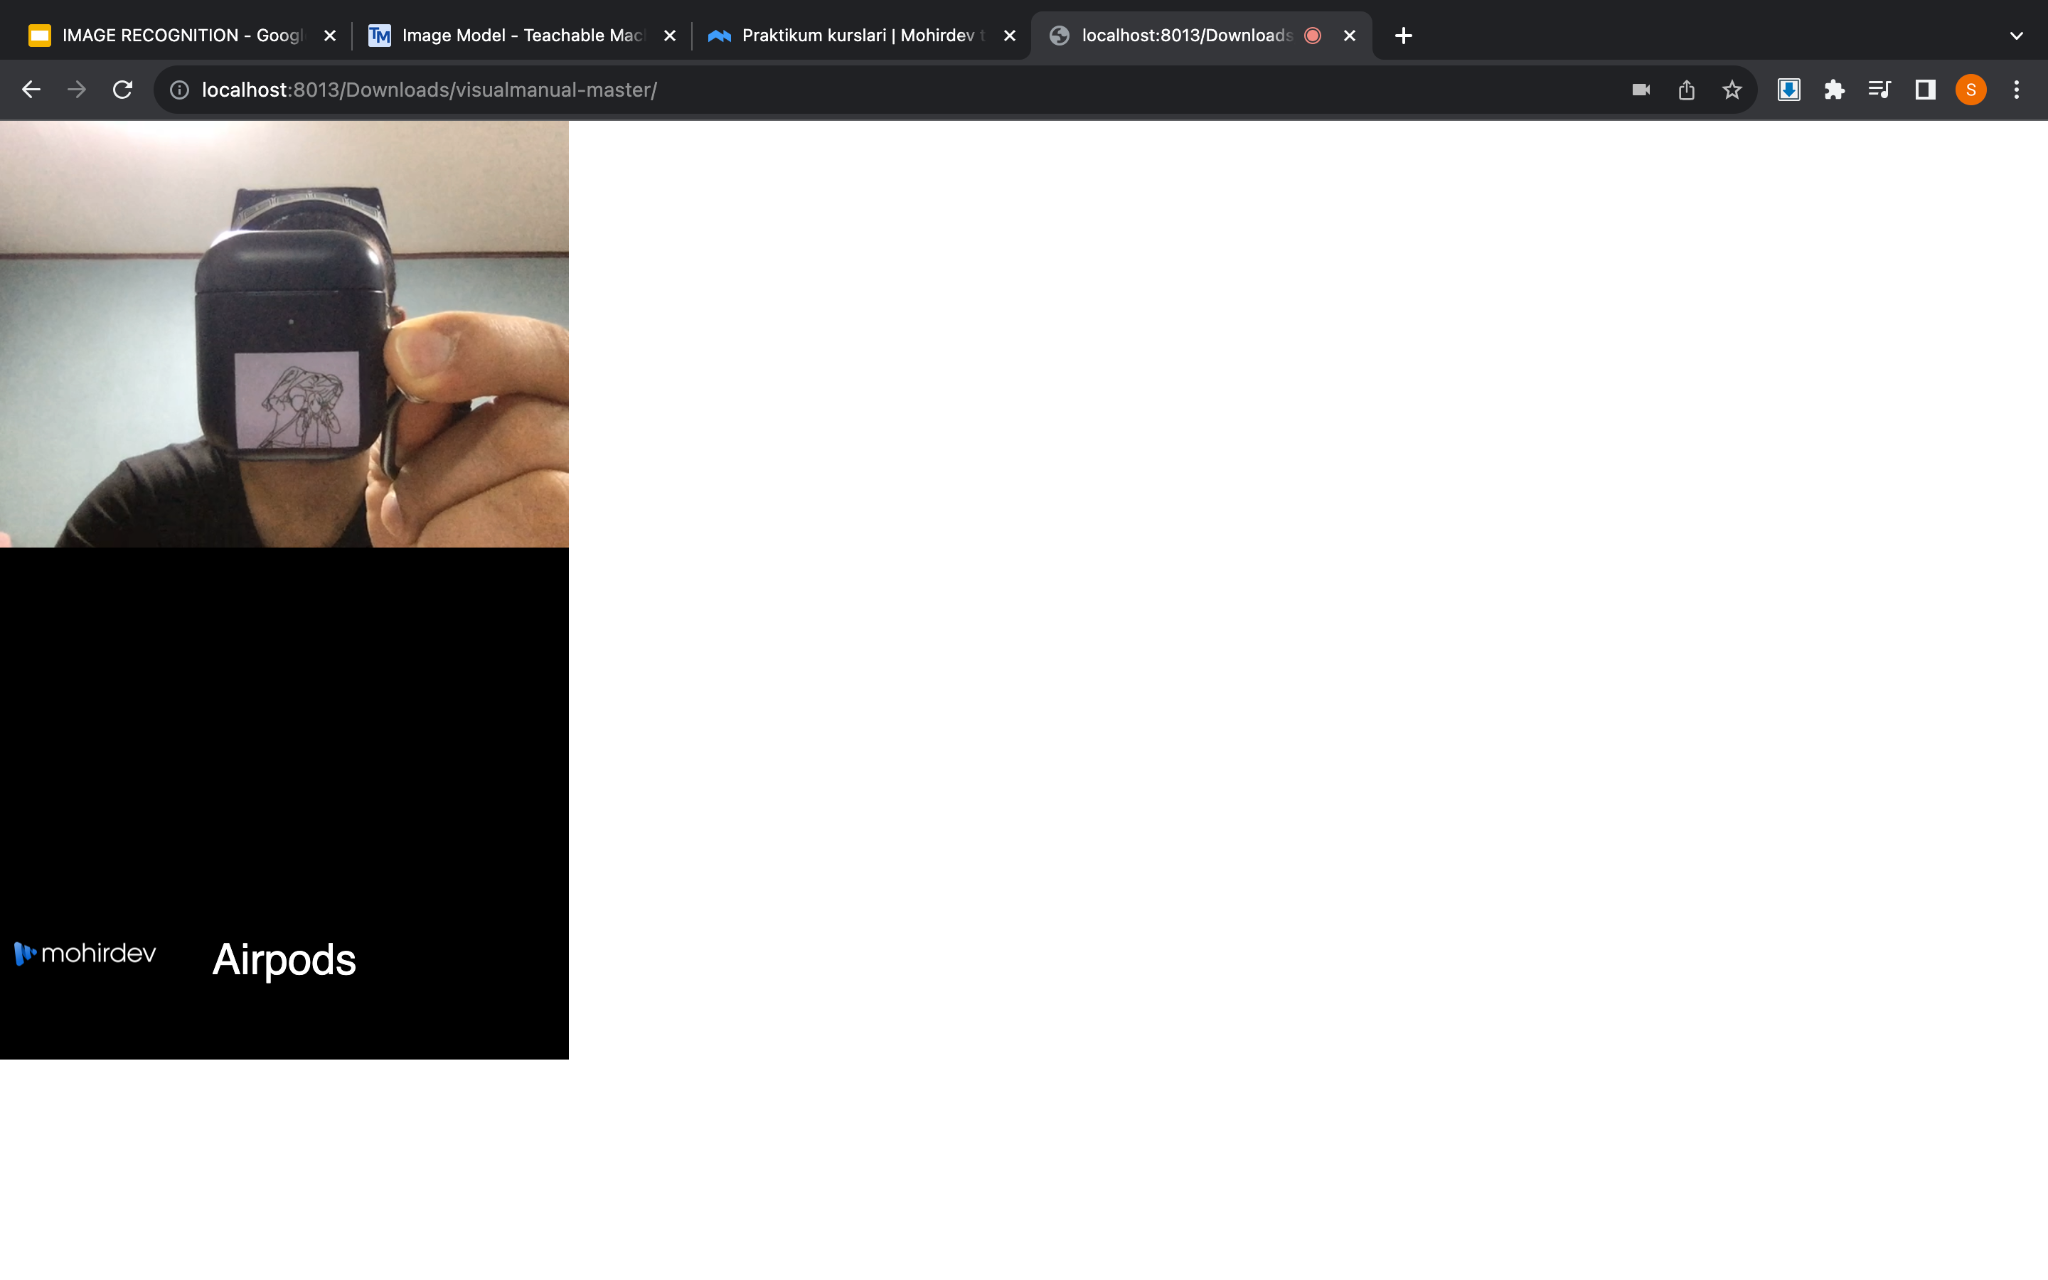 IMAGE RECOGNITION - Googl
Image Model - Teachable Mac
Praktikum kurslari | Mohirdev t
localhost:8013/Downloads
localhost:8013/Downloads/visualmanual-master/
S
mohirdev
Airpods